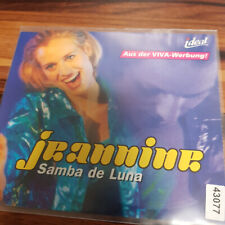 Ideal
Aus der VIVA-Werbung!
jeannine
Samba de Luna
43077